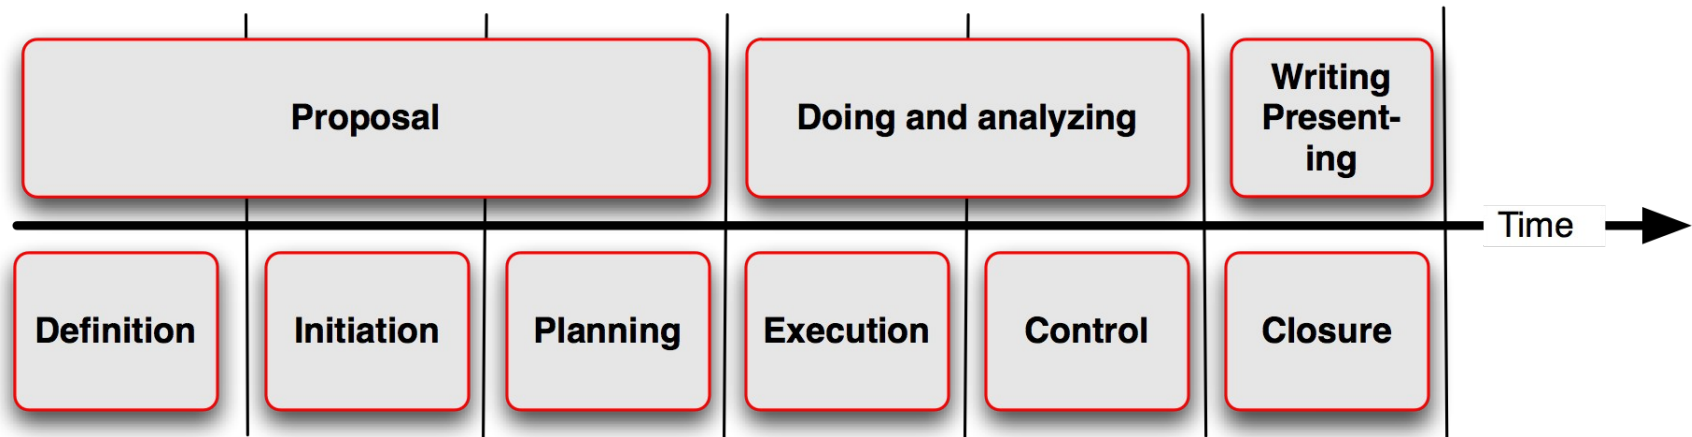 Proposal
Doing and analyzing
Writing
Present-
ing
Time
Definition
Initiation
Planning
Execution
Control
Closure